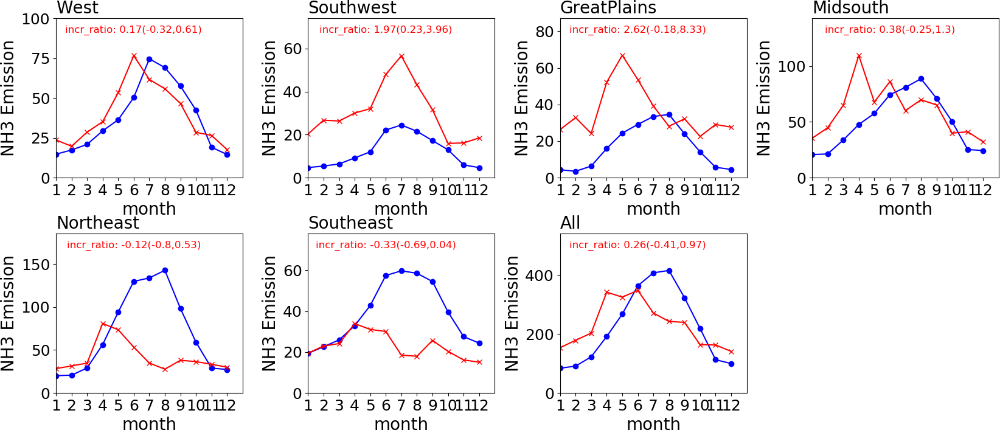 West
incr_ratio: 0.17(-0.32,0.61)
NH3 Emission
100
75
50
25
0
1 2 3 4 5 6 7 8 9 10 11 12
month
Southwest
incr_ratio: 1.97(0.23,3.96)
NH3 Emission
60
40
20
0
1 2 3 4 5 6 7 8 9 10 11 12
month
GreatPlains
incr_ratio: 2.62(-0.18,8.33)
NH3 Emission
80
60
40
20
0
1 2 3 4 5 6 7 8 9 10 11 12
month
Midsouth
incr_ratio: 0.38(-0.25,1.3)
NH3 Emission
100
50
0
1 2 3 4 5 6 7 8 9 10 11 12
month
Northeast
incr_ratio: -0.12(-0.8,0.53)
NH3 Emission
150
100
50
0
1 2 3 4 5 6 7 8 9 10 11 12
month
Southeast
incr_ratio: -0.33(-0.69,0.04)
NH3 Emission
60
40
20
0
1 2 3 4 5 6 7 8 9 10 11 12
month
All
incr_ratio: 0.26(-0.41,0.97)
NH3 Emission
400
200
0
1 2 3 4 5 6 7 8 9 10 11 12
month